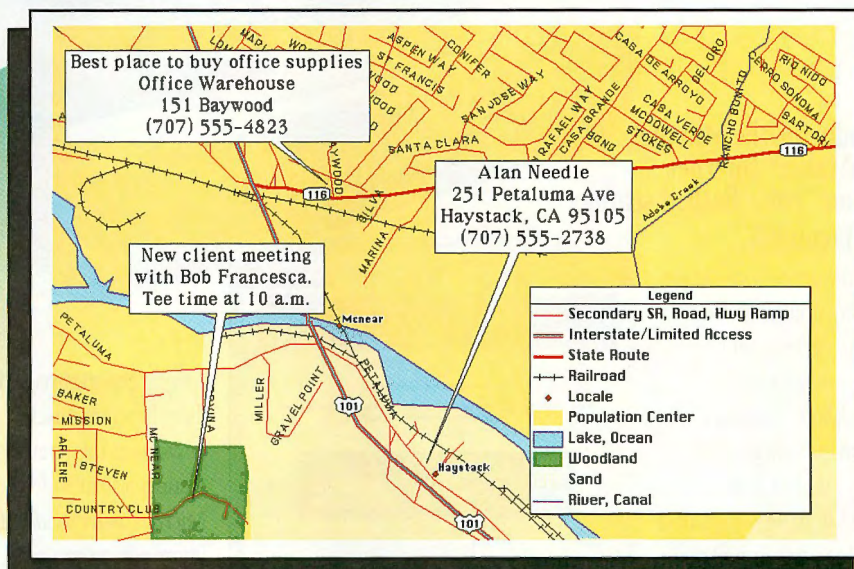 Best place to buy office supplies
Office Warehouse
151 Baywood
(707) 555-4823
ASPEN WAY
CONIFER
ST FRANCIS
SAN JOSE WAY
SANTA CLARA
CASA DE ARROYO
DEL ORO
RIO NIDO
CERRO SONOMA
SARTORI
CASA VERDE
MCDOWELL
STOKES
CASA GRANDE
RAFAEL WAY
RANCHO BONITO
116
116
Adobe Creek
SILVA
MARINA
Alan Needle
251 Petaluma Ave
Haystack, CA 95105
(707) 555-2738
New client meeting
with Bob Francesca.
Tee time at 10 a.m.
Mcnear
PETALUMA
PETALUMA
BAKER
MISSION
ARLENE
STEVEN
MC NEAR
COUNTRY CLUB
MILLER
GRAVEL POINT
101
101
Haystack
Legend
Secondary SR, Road, Hwy Ramp
Interstate/Limited Access
State Route
Railroad
Locale
Population Center
Lake, Ocean
Woodland
Sand
River, Canal